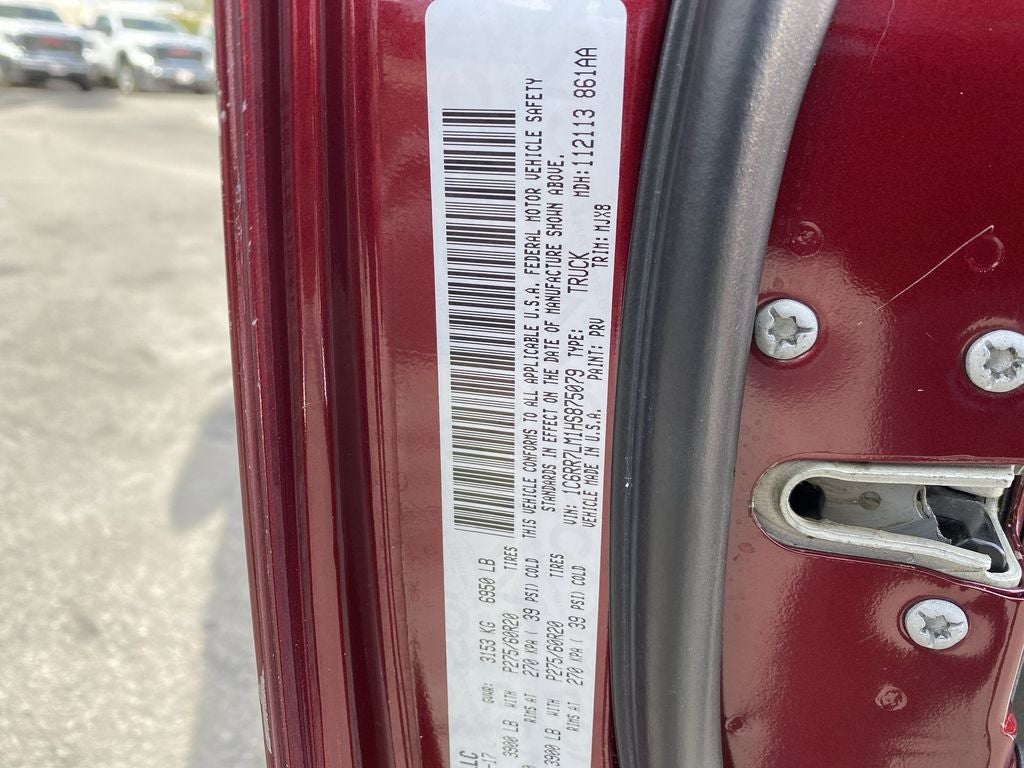 LLC
-17
GVWR: 3153 KG 6950 LB
3900 LB WITH P275/60R20 TIRES
RIMS AT 270 KPA ( 39 PSI) COLD
3900 LB WITH P275/60R20 TIRES
RIMS AT 270 KPA ( 39 PSI) COLD
THIS VEHICLE CONFORMS TO ALL APPLICABLE U.S.A. FEDERAL MOTOR VEHICLE SAFETY
STANDARDS IN EFFECT ON THE DATE OF MANUFACTURE SHOWN ABOVE.
VIN: 1C6RR7LM1HS875079 TYPE: TRUCK MDH:112113 861AA
VEHICLE MADE IN U.S.A. PAINT: PRV TRIM: MJX8